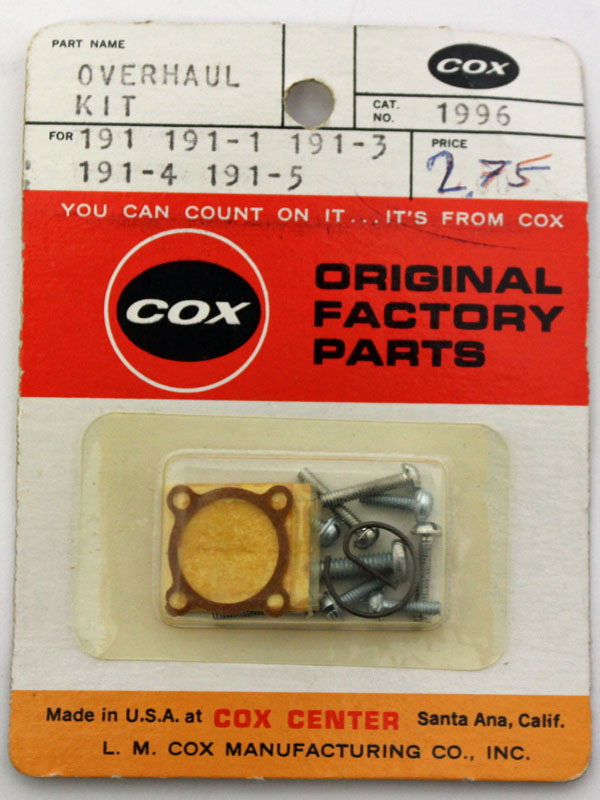 PART NAME
OVERHAUL
KIT
COX
CAT.
NO. 1996
FOR 191 191-1 191-3
191-4 191-5
PRICE
2.75
YOU CAN COUNT ON IT...IT'S FROM COX
COX
ORIGINAL
FACTORY
PARTS
Made in U.S.A. at COX CENTER Santa Ana, Calif.
L. M. COX MANUFACTURING CO., INC.